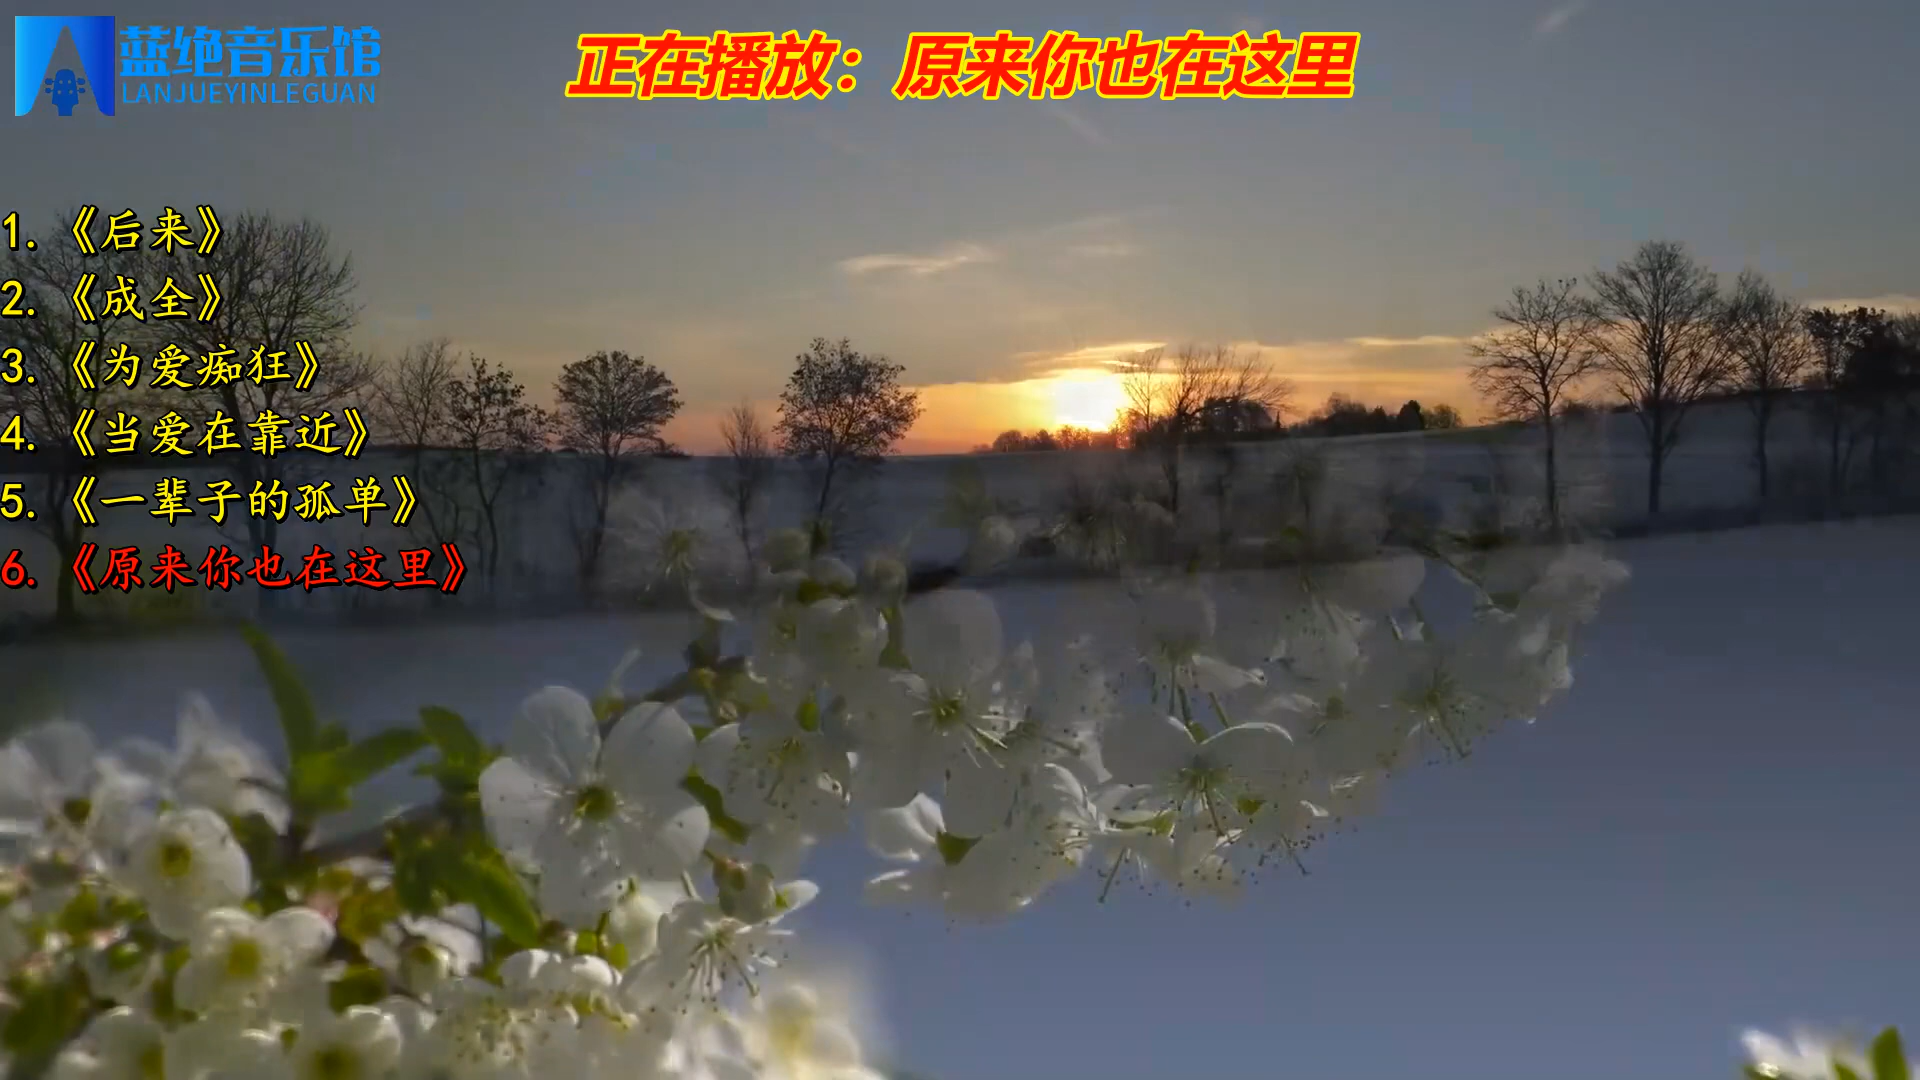 蓝绝音乐馆
LANJUEYINLEGUAN
正在播放：原来你也在这里
1.《后来》
2.《成全》
3.《为爱痴狂》
4.《当爱在靠近》
5.《一辈子的孤单》
6.《原来你也在这里》